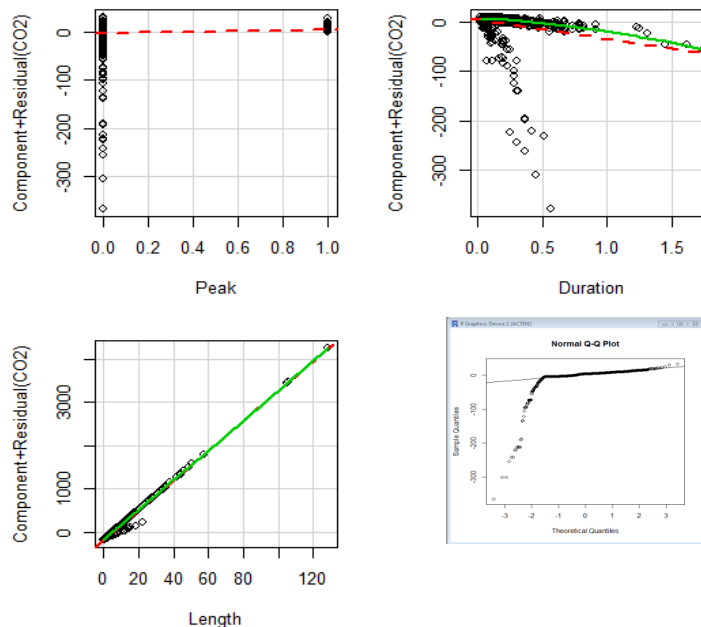 Component+Residual(CO2)
0
-100
-200
-300
0.0 0.2 0.4 0.6 0.8 1.0
Peak
Component+Residual(CO2)
0
-100
-200
-300
0.0 0.5 1.0 1.5
Duration
Component+Residual(CO2)
3000
1000
0
0 20 40 60 80 120
Length
R Graphics Device 2 (ACTIVE)
Normal Q-Q Plot
Sample Quantiles
0
-100
-200
-300
-3 -2 -1 0 1 2 3
Theoretical Quantiles